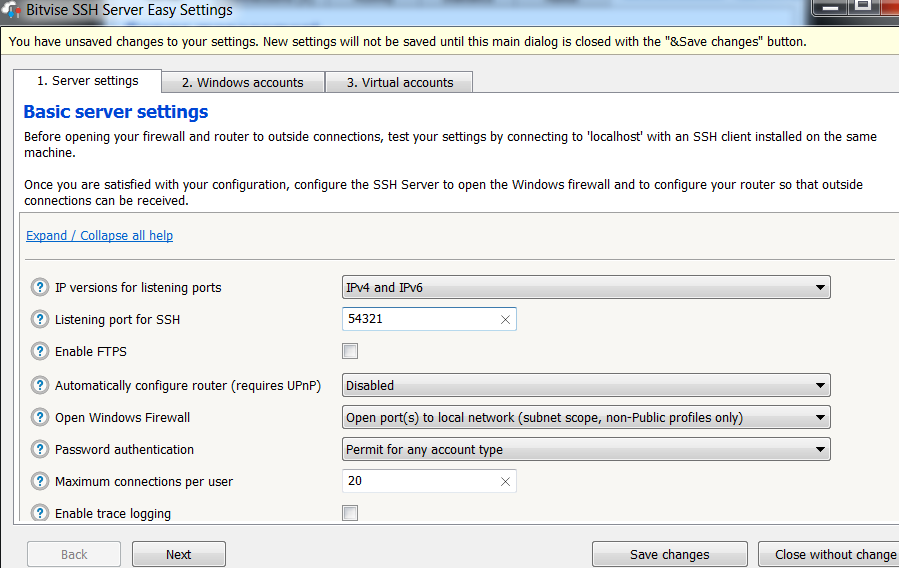 Bitvise SSH Server Easy Settings
You have unsaved changes to your settings. New settings will not be saved until this main dialog is closed with the "&Save changes" button.
1. Server settings 2. Windows accounts 3. Virtual accounts
Basic server settings
Before opening your firewall and router to outside connections, test your settings by connecting to 'localhost' with an SSH client installed on the same
machine.
Once you are satisfied with your configuration, configure the SSH Server to open the Windows firewall and to configure your router so that outside
connections can be received.
Expand / Collapse all help
? IP versions for listening ports IPv4 and IPv6
? Listening port for SSH 54321
? Enable FTPS
? Automatically configure router (requires UPnP) Disabled
? Open Windows Firewall Open port(s) to local network (subnet scope, non-Public profiles only)
? Password authentication Permit for any account type
? Maximum connections per user 20
? Enable trace logging
Back Next Save changes Close without change